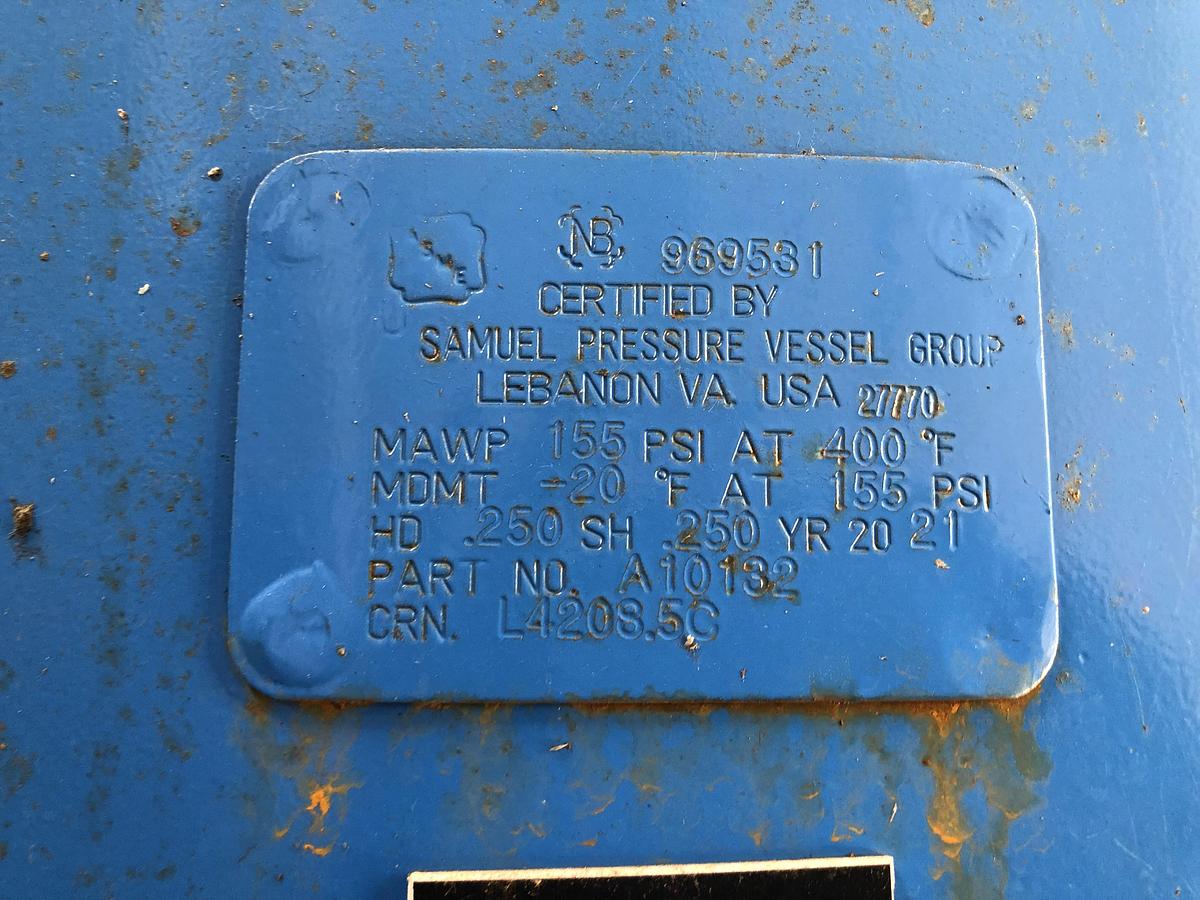 NB 969531
CERTIFIED BY
SAMUEL PRESSURE VESSEL GROUP
LEBANON VA. USA 27770
MAWP 155 PSI AT 400 °F
MDMT -20 °F AT 155 PSI
HD .250 SH .250 YR 20 21
PART NO. A10132
CRN. L4208.5C